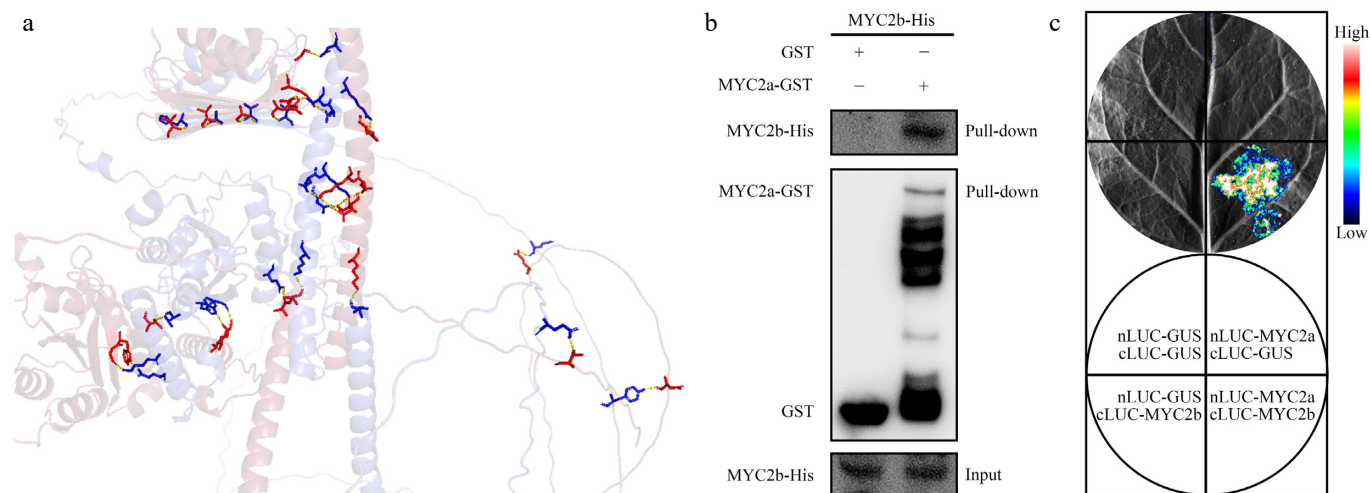 a
b
MYC2b-His
GST + −
MYC2a-GST − +
MYC2b-His Pull-down
MYC2a-GST Pull-down
GST
MYC2b-His Input
c
High
Low
nLUC-GUS nLUC-MYC2a
cLUC-GUS cLUC-GUS
nLUC-GUS nLUC-MYC2a
cLUC-MYC2b cLUC-MYC2b